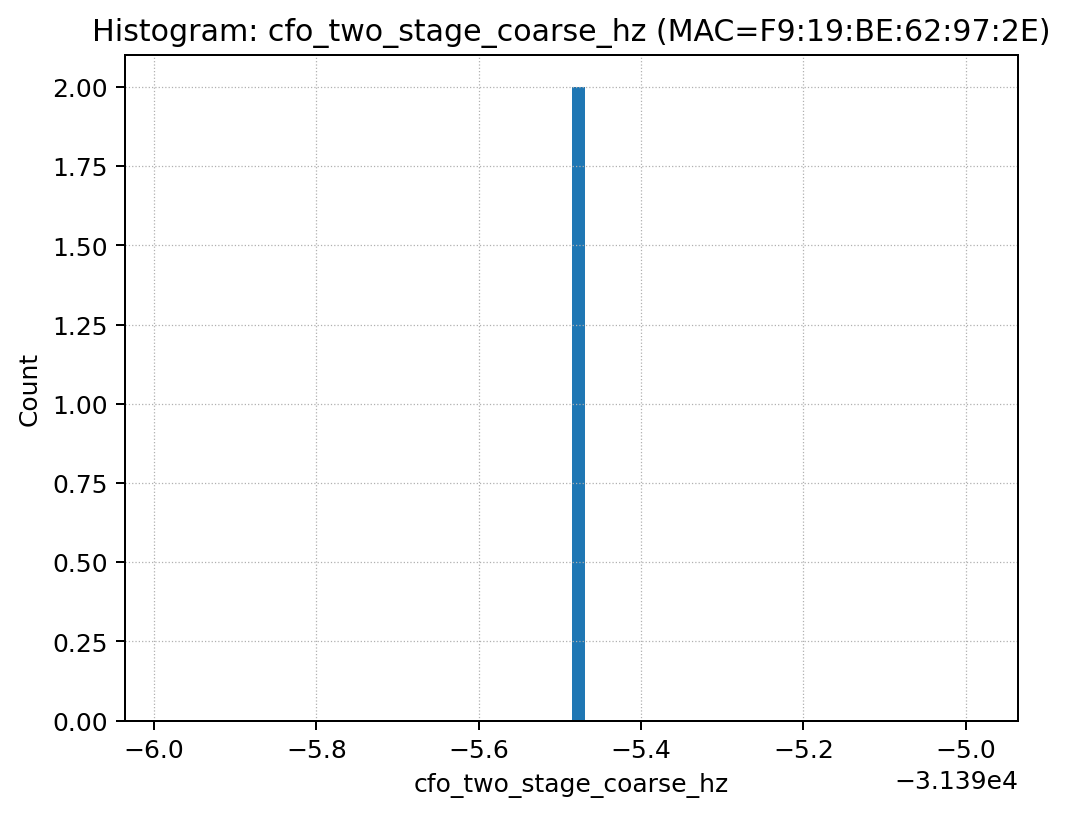 Histogram: cfo_two_stage_coarse_hz (MAC=F9:19:BE:62:97:2E)
2.00
1.75
1.50
1.25
1.00
0.75
0.50
0.25
0.00
Count
−6.0 −5.8 −5.6 −5.4 −5.2 −5.0
cfo_two_stage_coarse_hz
−3.139e4